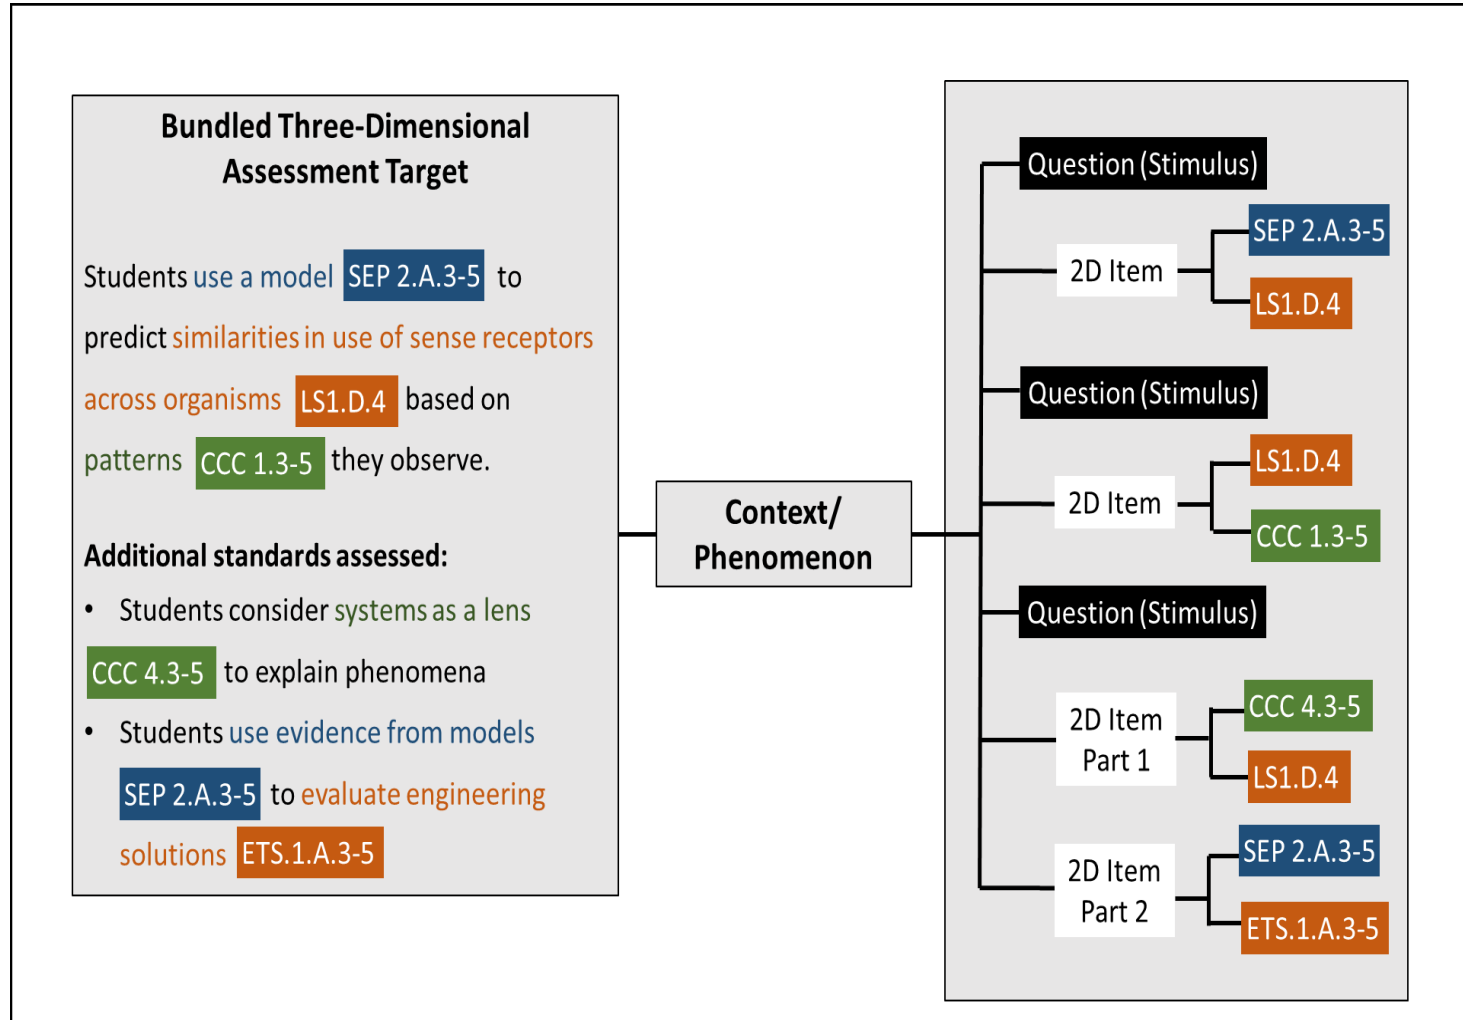 Bundled Three-Dimensional
Assessment Target
Students use a model SEP 2.A.3-5 to
predict similarities in use of sense receptors
across organisms LS1.D.4 based on
patterns CCC 1.3-5 they observe.
Additional standards assessed:
• Students consider systems as a lens
CCC 4.3-5 to explain phenomena
• Students use evidence from models
SEP 2.A.3-5 to evaluate engineering
solutions ETS.1.A.3-5
Context/
Phenomenon
Question (Stimulus)
2D Item
SEP 2.A.3-5
LS1.D.4
Question (Stimulus)
2D Item
LS1.D.4
CCC 1.3-5
Question (Stimulus)
2D Item
Part 1
CCC 4.3-5
LS1.D.4
2D Item
Part 2
SEP 2.A.3-5
ETS.1.A.3-5